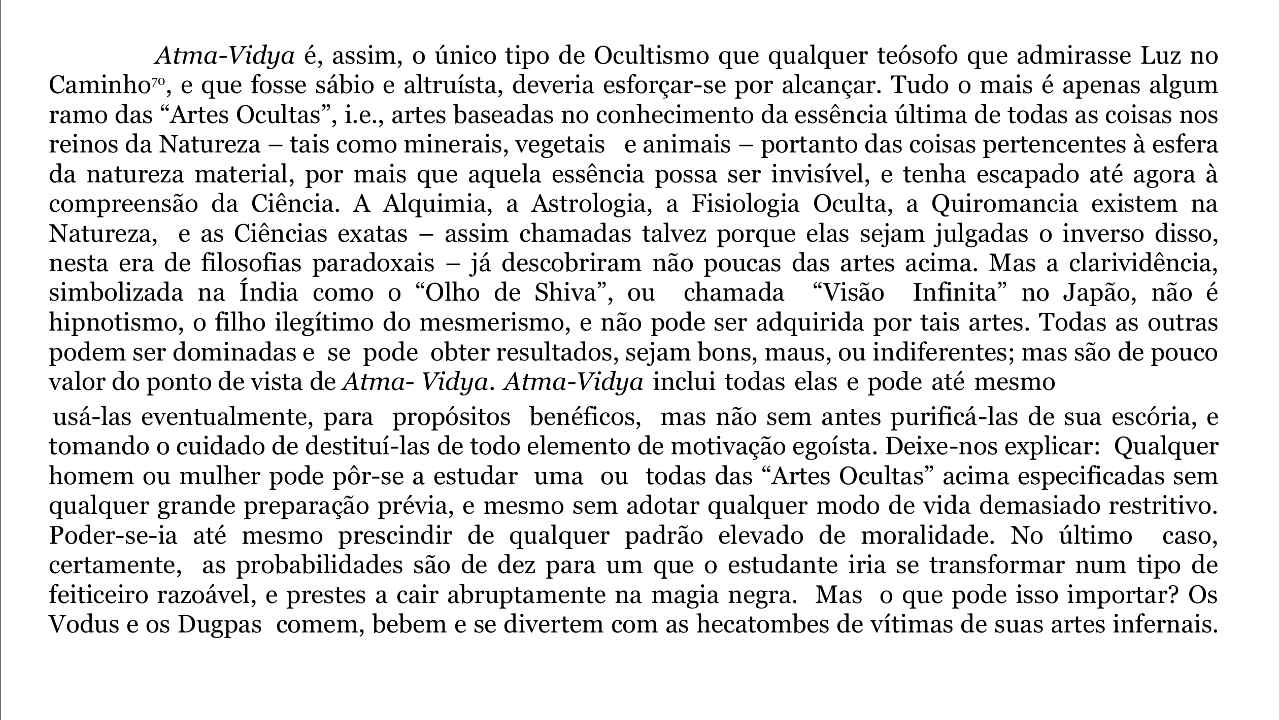 Atma-Vidya é, assim, o único tipo de Ocultismo que qualquer teósofo que admirasse Luz no
Caminho⁷⁰, e que fosse sábio e altruísta, deveria esforçar-se por alcançar. Tudo o mais é apenas algum
ramo das “Artes Ocultas”, i.e., artes baseadas no conhecimento da essência última de todas as coisas nos
reinos da Natureza – tais como minerais, vegetais e animais – portanto das coisas pertencentes à esfera
da natureza material, por mais que aquela essência possa ser invisível, e tenha escapado até agora à
compreensão da Ciência. A Alquimia, a Astrologia, a Fisiologia Oculta, a Quiromancia existem na
Natureza, e as Ciências exatas – assim chamadas talvez porque elas sejam julgadas o inverso disso,
nesta era de filosofias paradoxais – já descobriram não poucas das artes acima. Mas a clarividência,
simbolizada na Índia como o “Olho de Shiva”, ou chamada “Visão Infinita” no Japão, não é
hipnotismo, o filho ilegítimo do mesmerismo, e não pode ser adquirida por tais artes. Todas as outras
podem ser dominadas e se pode obter resultados, sejam bons, maus, ou indiferentes; mas são de pouco
valor do ponto de vista de Atma- Vidya. Atma-Vidya inclui todas elas e pode até mesmo
usá-las eventualmente, para propósitos benéficos, mas não sem antes purificá-las de sua escória, e
tomando o cuidado de destituí-las de todo elemento de motivação egoísta. Deixe-nos explicar: Qualquer
homem ou mulher pode pôr-se a estudar uma ou todas das “Artes Ocultas” acima especificadas sem
qualquer grande preparação prévia, e mesmo sem adotar qualquer modo de vida demasiado restritivo.
Poder-se-ia até mesmo prescindir de qualquer padrão elevado de moralidade. No último caso,
certamente, as probabilidades são de dez para um que o estudante iria se transformar num tipo de
feiticeiro razoável, e prestes a cair abruptamente na magia negra. Mas o que pode isso importar? Os
Vodus e os Dugpas comem, bebem e se divertem com as hecatombes de vítimas de suas artes infernais.